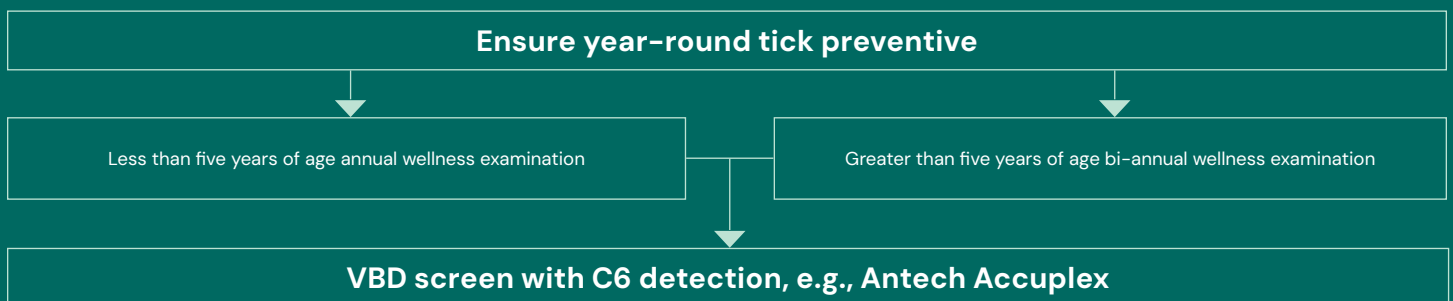 Ensure year-round tick preventive
Less than five years of age annual wellness examination
Greater than five years of age bi-annual wellness examination
VBD screen with C6 detection, e.g., Antech Accuplex